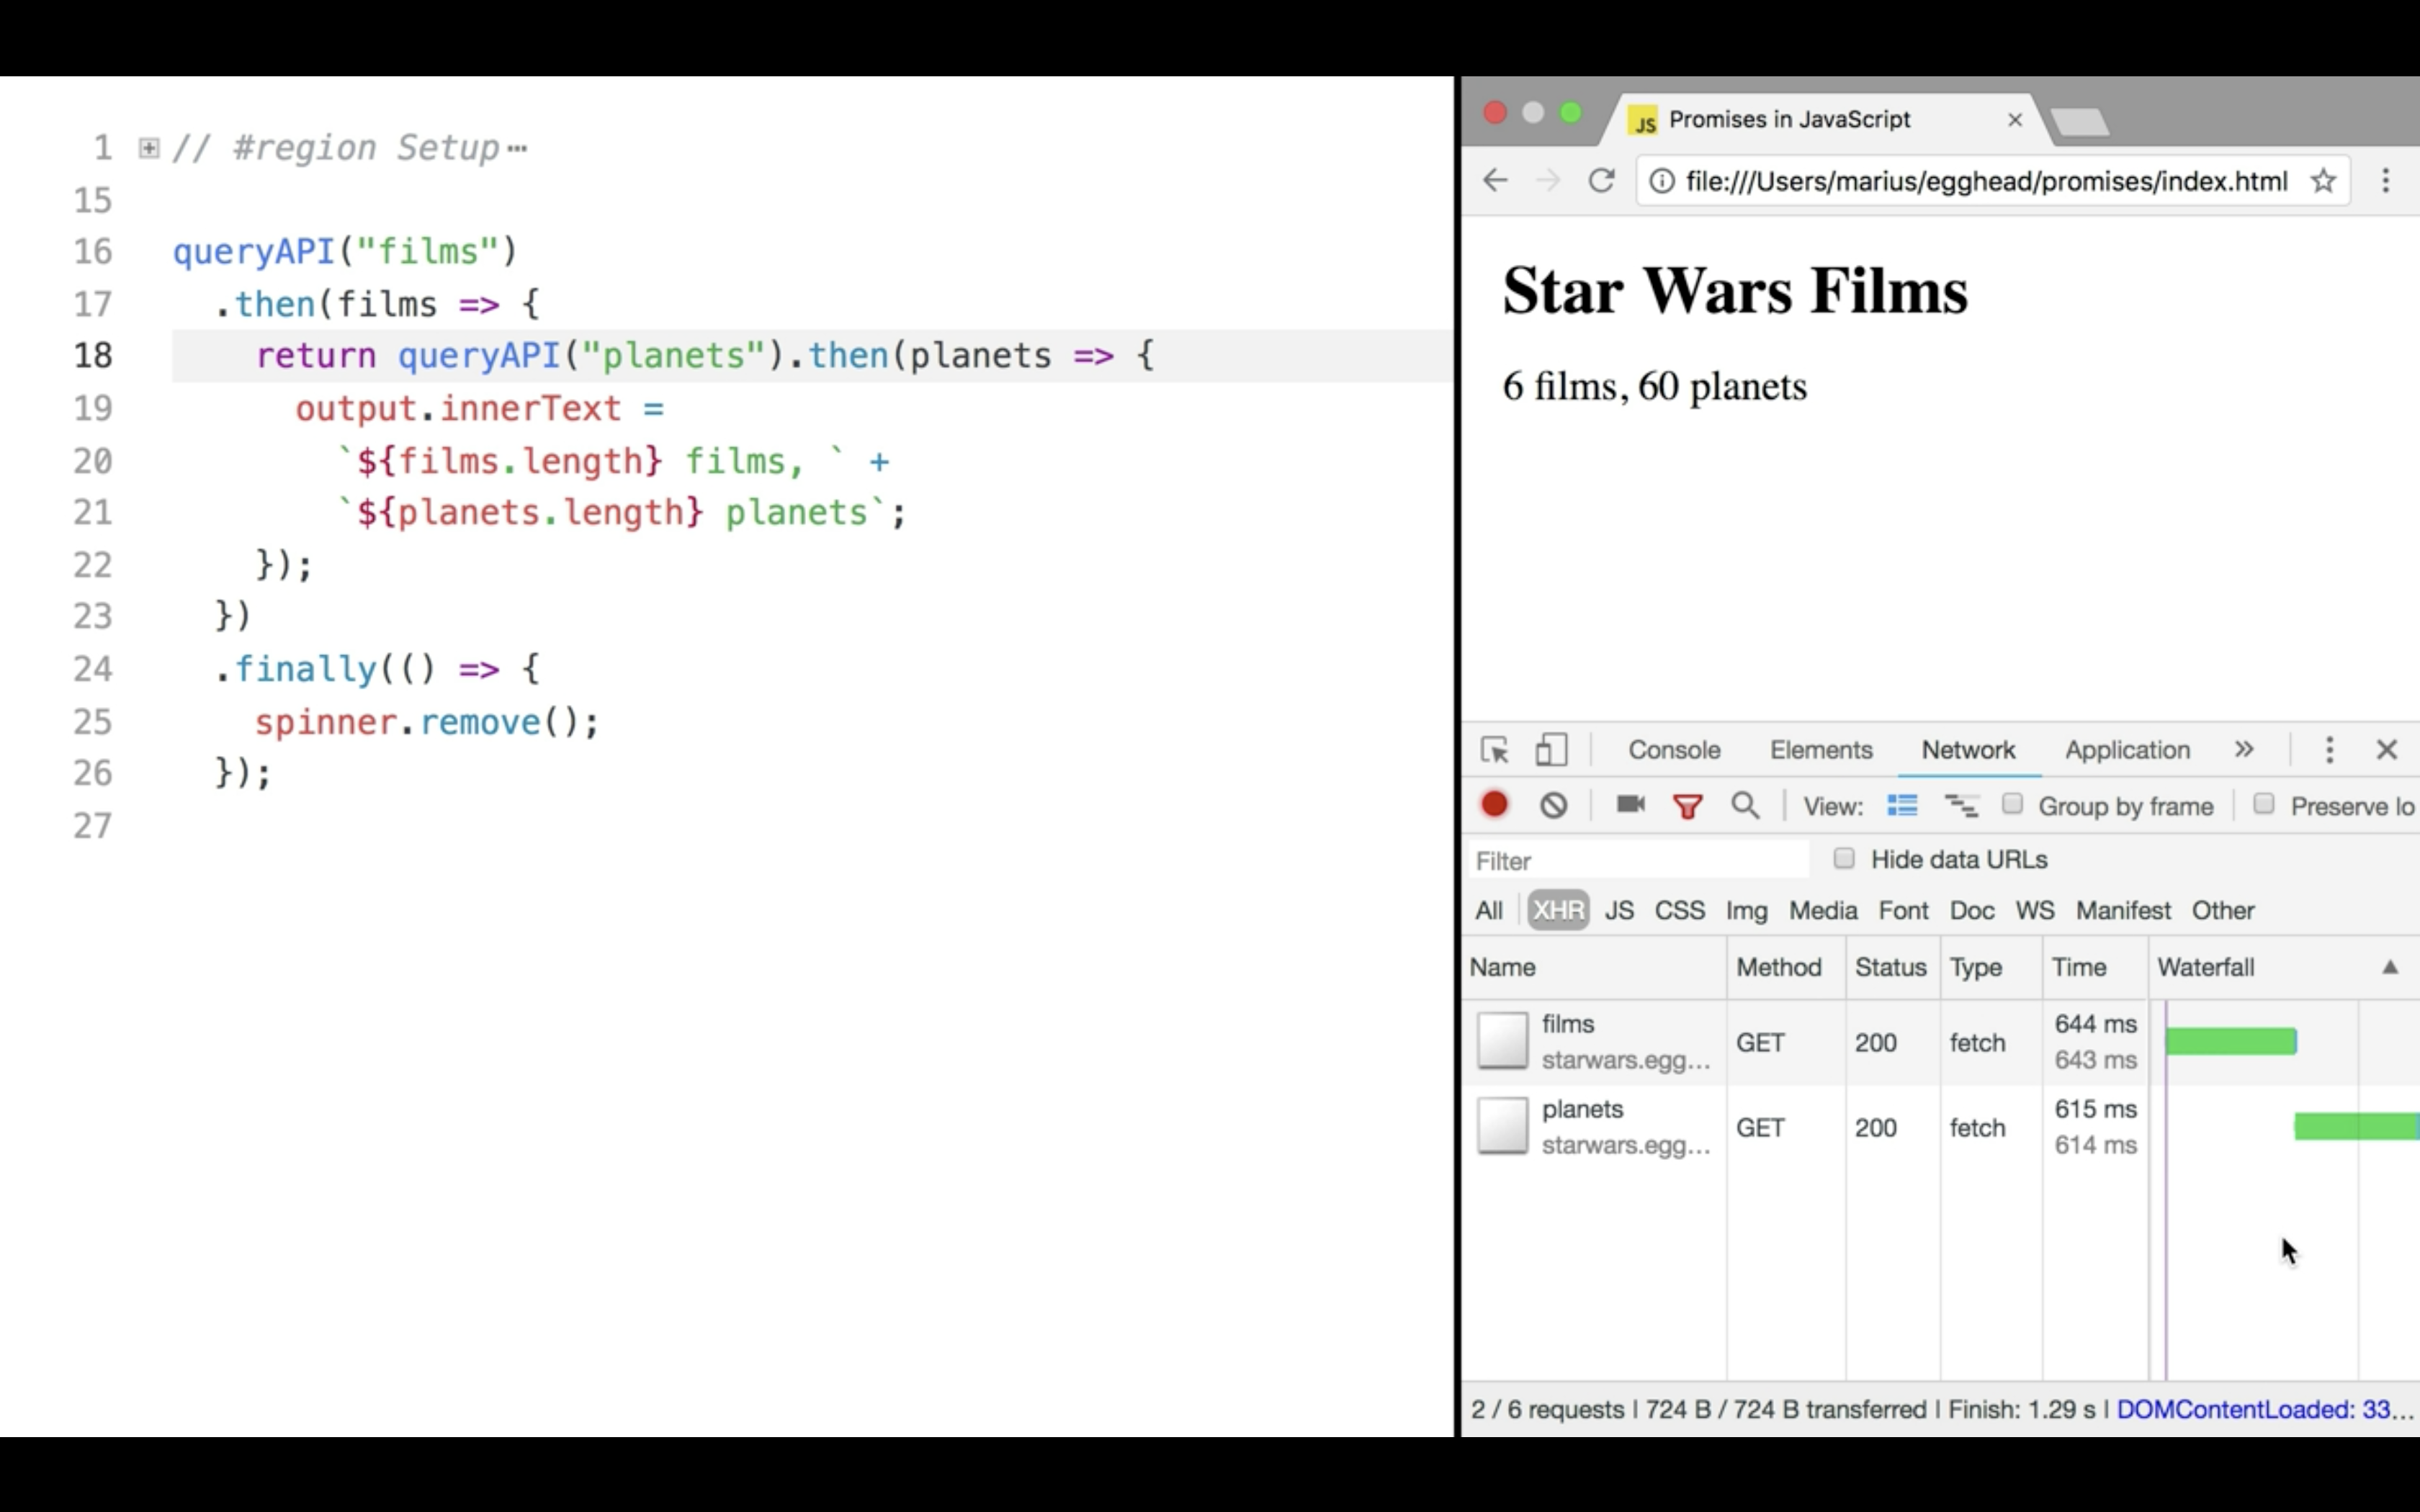 1 // #region Setup⋯
15
16 queryAPI("films")
17 .then(films => {
18 return queryAPI("planets").then(planets => {
19 output.innerText =
20 `${films.length} films, ` +
21 `${planets.length} planets`;
22 });
23 })
24 .finally(() => {
25 spinner.remove();
26 });
27
JS Promises in JavaScript
file:///Users/marius/egghead/promises/index.html
Star Wars Films
6 films, 60 planets
Console Elements Network Application
View: Group by frame Preserve lo
Filter Hide data URLs
All XHR JS CSS Img Media Font Doc WS Manifest Other
Name Method Status Type Time Waterfall
films GET 200 fetch 644 ms
starwars.egg... 643 ms
planets GET 200 fetch 615 ms
starwars.egg... 614 ms
2 / 6 requests | 724 B / 724 B transferred | Finish: 1.29 s | DOMContentLoaded: 33...